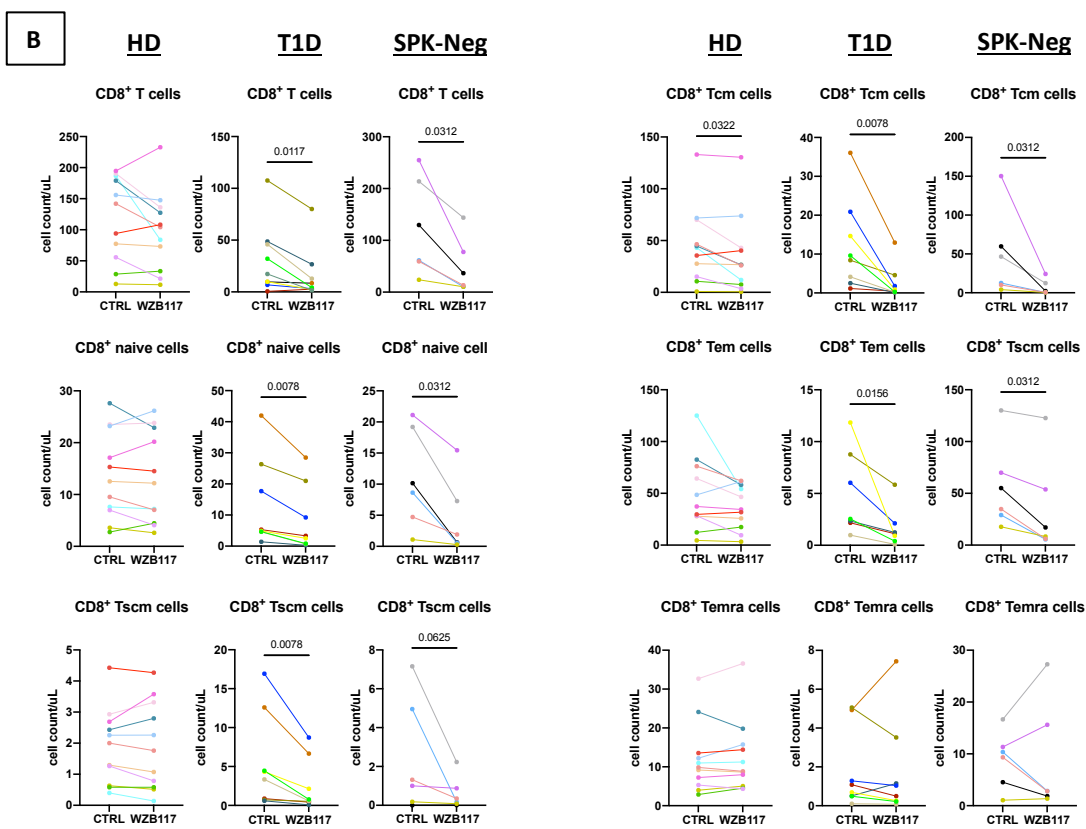 B
HD T1D SPK-Neg HD T1D SPK-Neg
CD8+ T cells CD8+ T cells CD8+ T cells CD8+ Tcm cells CD8+ Tcm cells CD8+ Tcm cells
0.0117 0.0312 0.0322 0.0078 0.0312
cell count/uL cell count/uL cell count/uL cell count/uL cell count/uL cell count/uL
250 200 150 100 50 0
150 100 50 0
300 200 100 0
150 100 50 0
40 30 20 10 0
200 150 100 50 0
CTRL WZB117 CTRL WZB117 CTRL WZB117 CTRL WZB117 CTRL WZB117 CTRL WZB117
CD8+ naive cells CD8+ naive cells CD8+ naive cell CD8+ Tem cells CD8+ Tem cells CD8+ Tscm cells
0.0078 0.0312 0.0156 0.0312
cell count/uL cell count/uL cell count/uL cell count/uL cell count/uL cell count/uL
30 20 10 0
50 40 30 20 10 0
25 20 15 10 5 0
150 100 50 0
15 10 5 0
150 100 50 0
CTRL WZB117 CTRL WZB117 CTRL WZB117 CTRL WZB117 CTRL WZB117 CTRL WZB117
CD8+ Tscm cells CD8+ Tscm cells CD8+ Tscm cells CD8+ Temra cells CD8+ Temra cells CD8+ Temra cells
0.0078 0.0625
cell count/uL cell count/uL cell count/uL cell count/uL cell count/uL cell count/uL
5 4 3 2 1 0
20 15 10 5 0
8 6 4 2 0
40 30 20 10 0
8 6 4 2 0
30 20 10 0
CTRL WZB117 CTRL WZB117 CTRL WZB117 CTRL WZB117 CTRL WZB117 CTRL WZB117